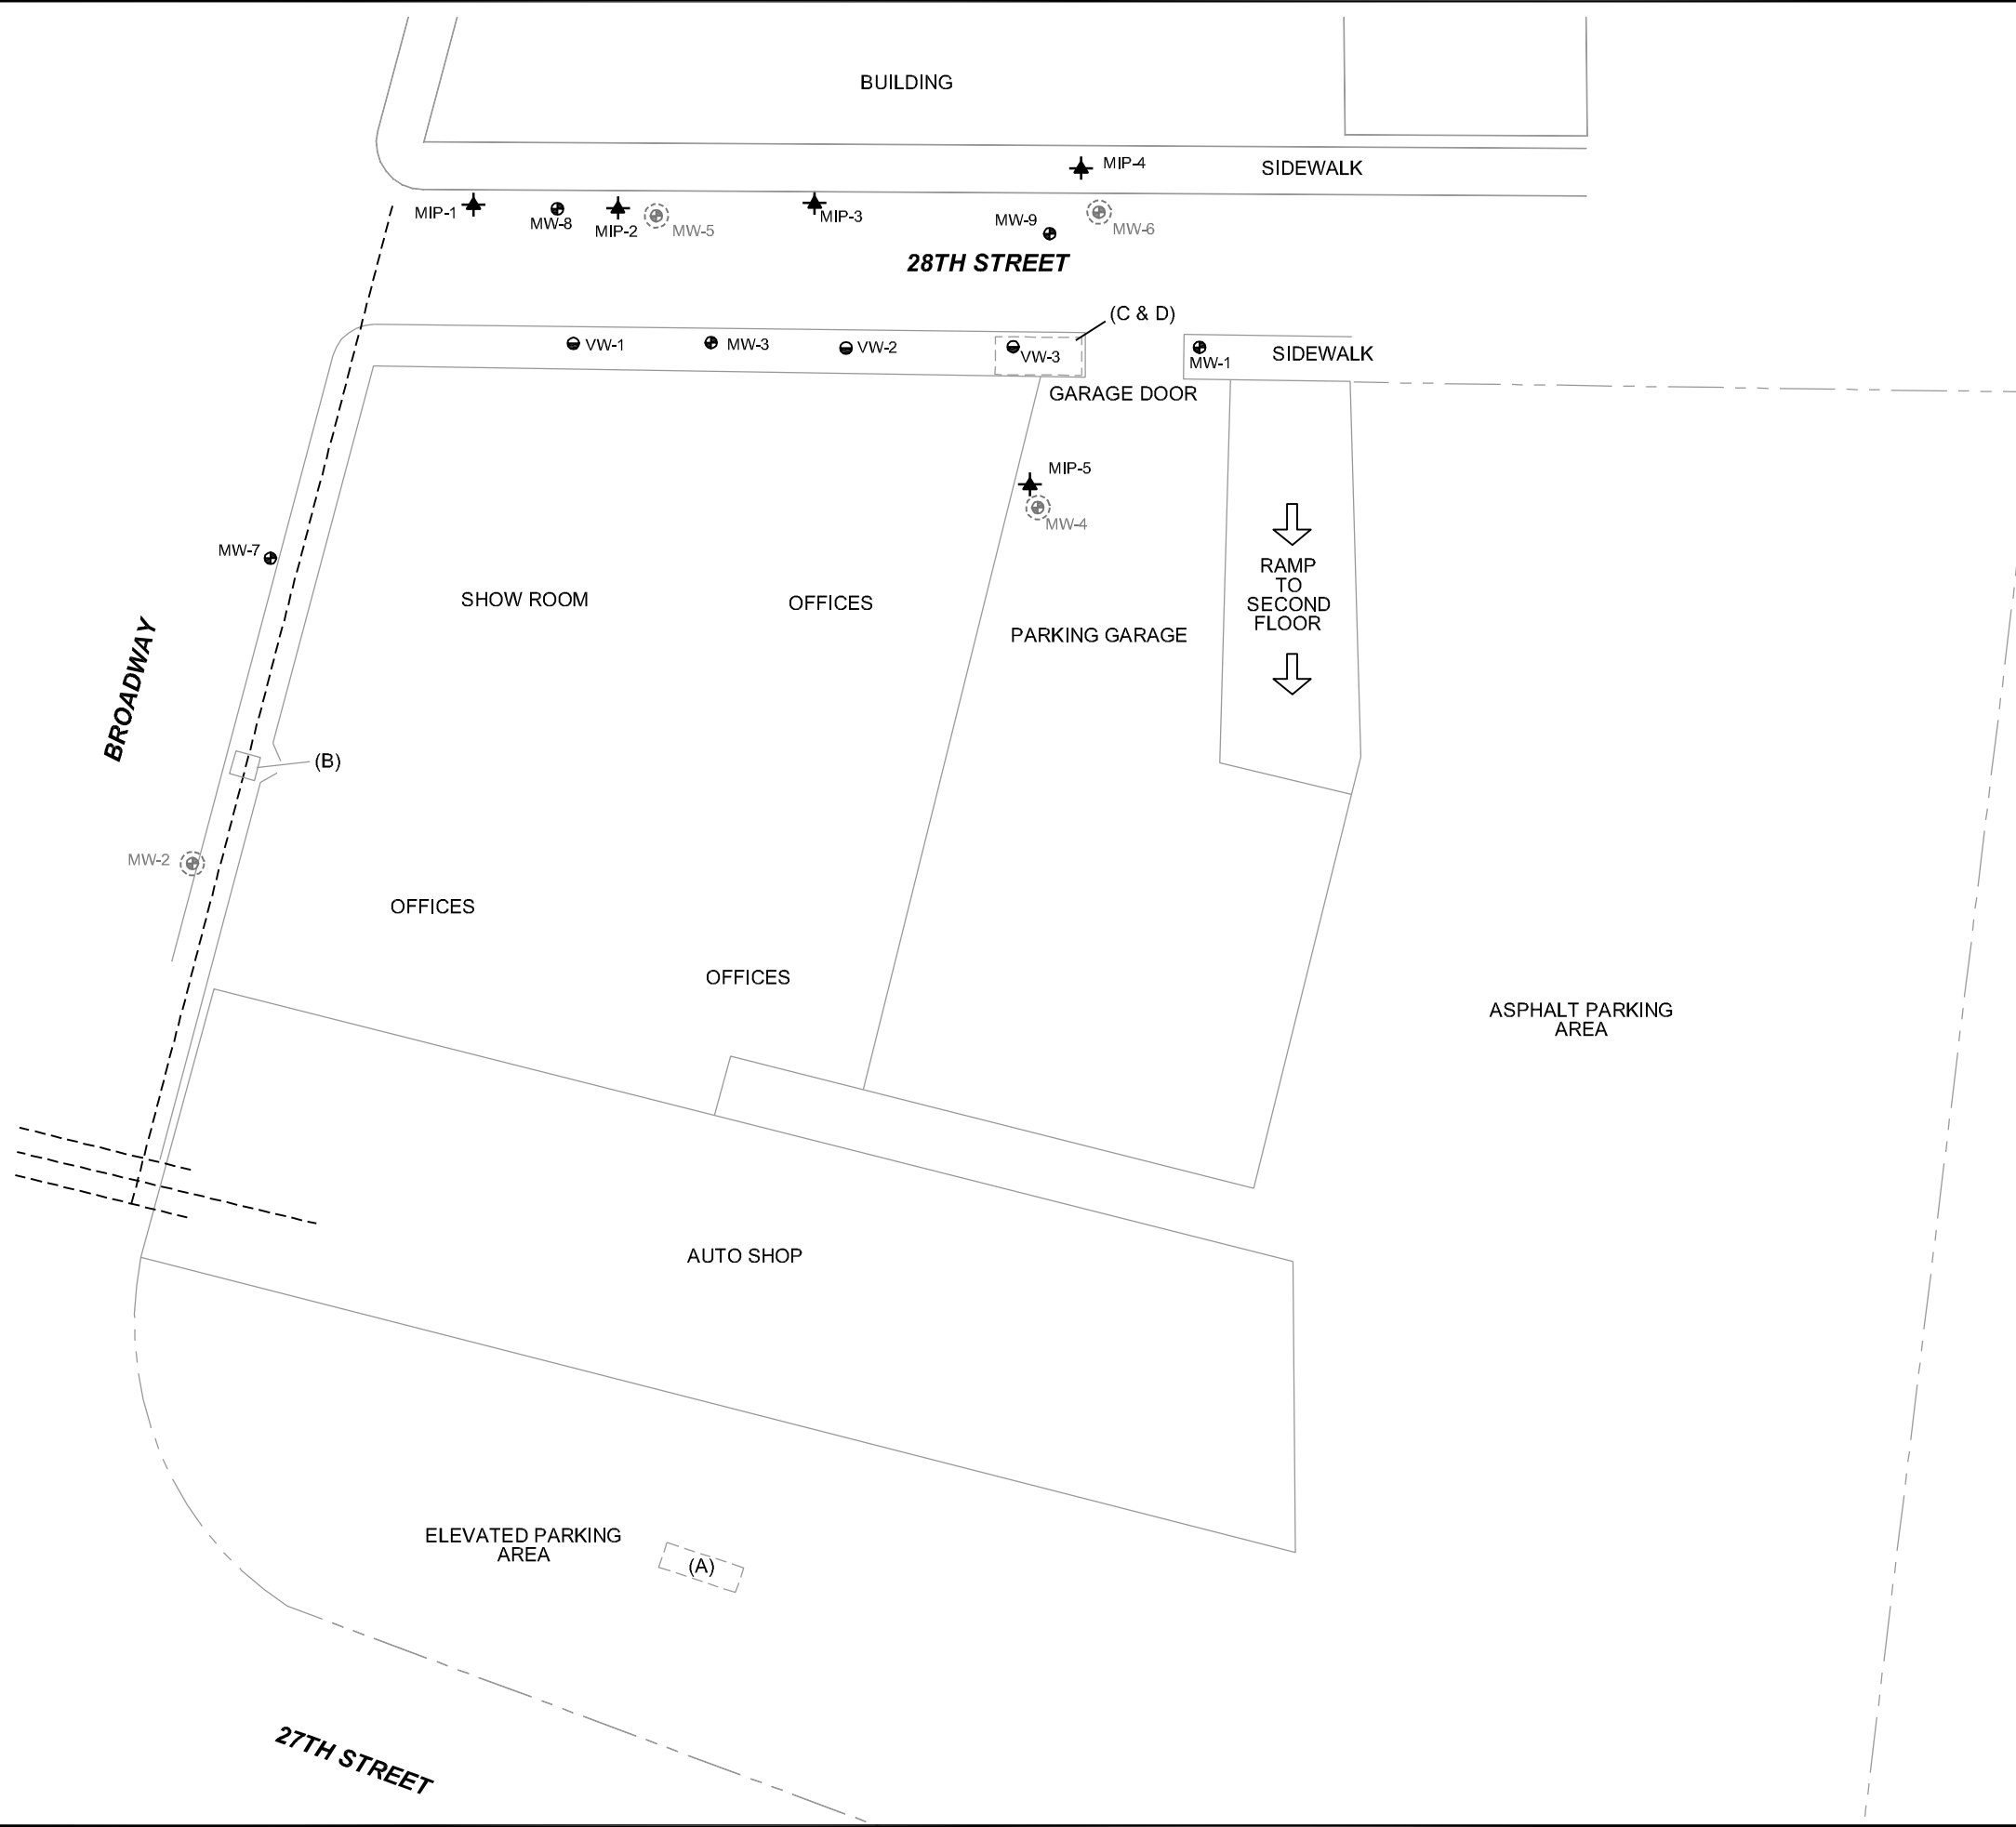 BUILDING
MIP-4
SIDEWALK
MIP-1
MW-8
MIP-2
MW-5
MIP-3
MW-9
MW-6
28TH STREET
(C & D)
VW-1
MW-3
VW-2
VW-3
MW-1
SIDEWALK
GARAGE DOOR
MIP-5
MW-4
MW-7
SHOW ROOM
OFFICES
RAMP
TO
SECOND
FLOOR
PARKING GARAGE
BROADWAY
(B)
MW-2
OFFICES
OFFICES
ASPHALT PARKING
AREA
AUTO SHOP
ELEVATED PARKING
AREA
(A)
27TH STREET